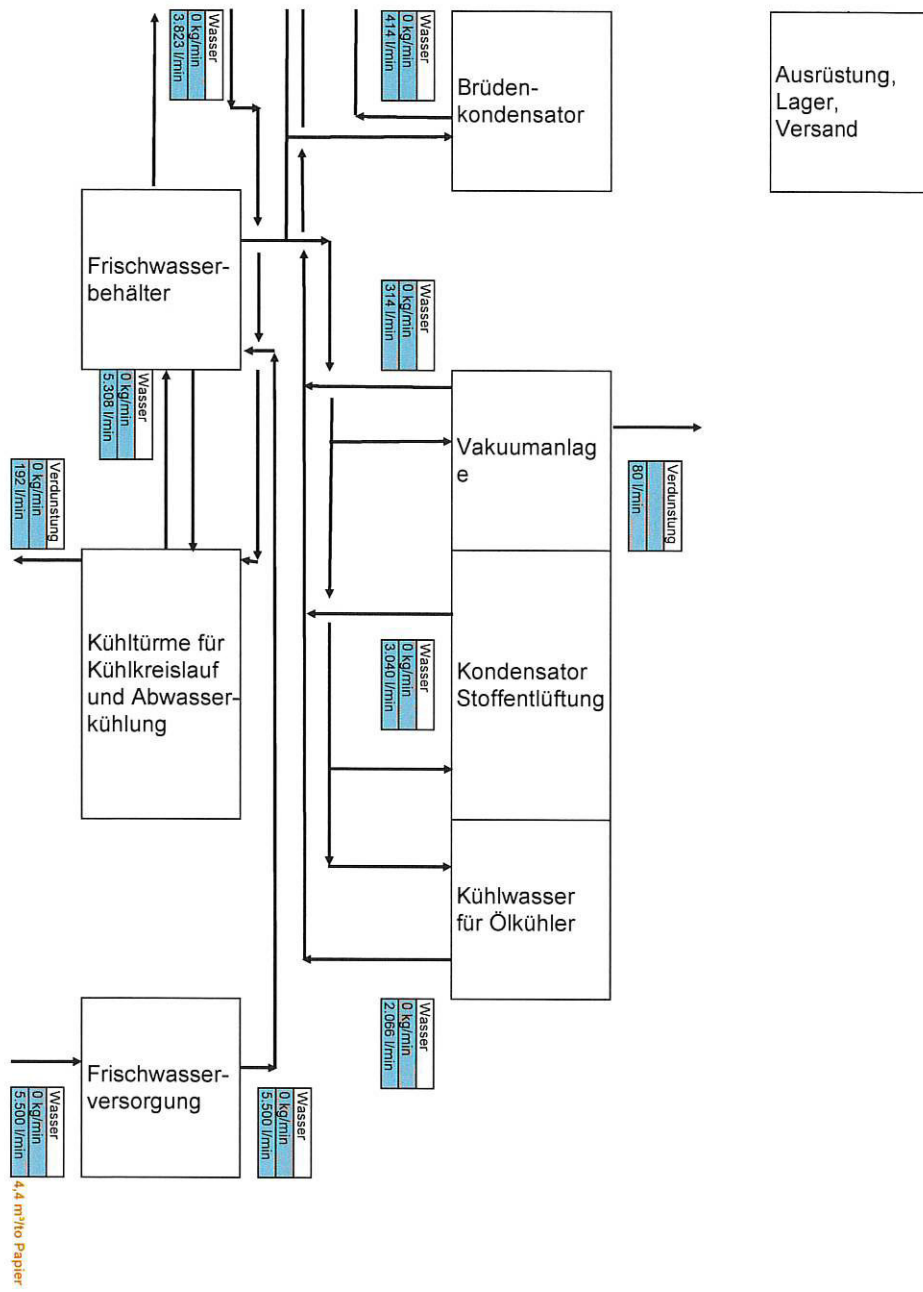 Wasser
0 kg/min
3.823 l/min
Wasser
0 kg/min
414 l/min
Brüden-
kondensator
Ausrüstung,
Lager,
Versand
Frischwasser-
behälter
Wasser
0 kg/min
314 l/min
Wasser
0 kg/min
5.308 l/min
Vakuumanlag
e
Verdunstung
80 l/min
Verdunstung
0 kg/min
192 l/min
Kühltürme für
Kühlkreislauf
und Abwasser-
kühlung
Wasser
0 kg/min
3.040 l/min
Kondensator
Stoffentlüftung
Kühlwasser
für Ölkühler
Wasser
0 kg/min
2.066 l/min
Frischwasser-
versorgung
Wasser
0 kg/min
5.500 l/min
Wasser
0 kg/min
5.500 l/min
4,4 m³/to Papier